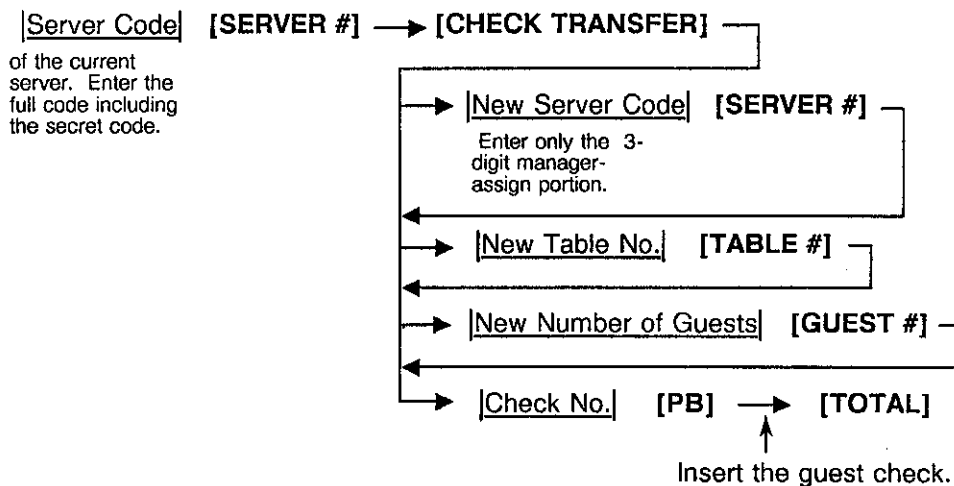 Server Code [SERVER #] [CHECK TRANSFER]
of the current
server. Enter the
full code including
the secret code.
New Server Code [SERVER #]
Enter only the 3-
digit manager-
assign portion.
New Table No. [TABLE #]
New Number of Guests [GUEST #]
Check No. [PB] [TOTAL]
Insert the guest check.